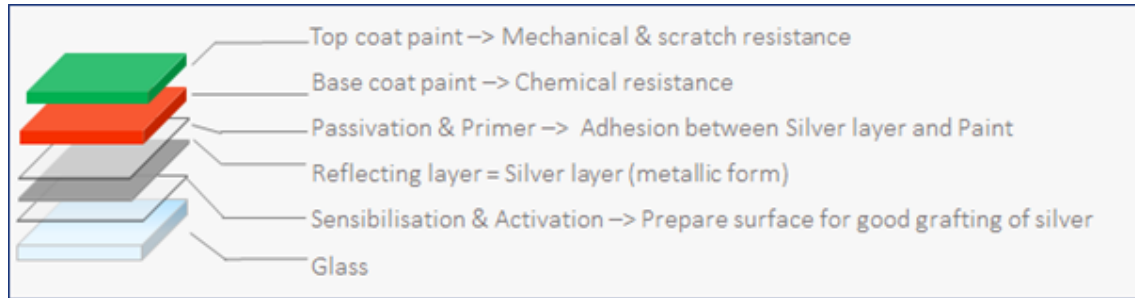 Top coat paint –> Mechanical & scratch resistance
Base coat paint –> Chemical resistance
Passivation & Primer –> Adhesion between Silver layer and Paint
Reflecting layer = Silver layer (metallic form)
Sensibilisation & Activation –> Prepare surface for good grafting of silver
Glass